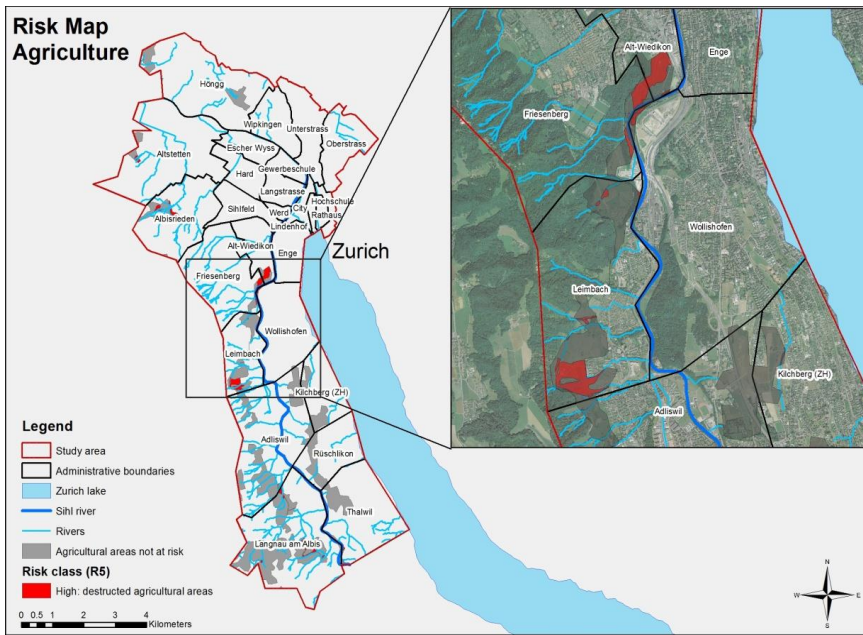 Risk Map
Agriculture
Höngg
Wipkingen
Unterstrass
Oberstrass
Escher Wyss
Altstetten
Hard
Gewerbeschule
Langstrasse
Hochschule
Albisrieden
Sihlfeld
Werd
City
Rathaus
Lindenhof
Alt-Wiedikon
Enge
Zurich
Friesenberg
Wollishofen
Leimbach
Kilchberg (ZH)
Adliswil
Rüschlikon
Thalwil
Langnau am Albis
Alt-Wiedikon
Enge
Friesenberg
Wollishofen
Leimbach
Kilchberg (ZH)
Adliswil
Legend
Study area
Administrative boundaries
Zurich lake
Sihl river
Rivers
Agricultural areas not at risk
Risk class (R5)
High: destructed agricultural areas
0 0.5 1 2 3 4
Kilometers
N
W E
S